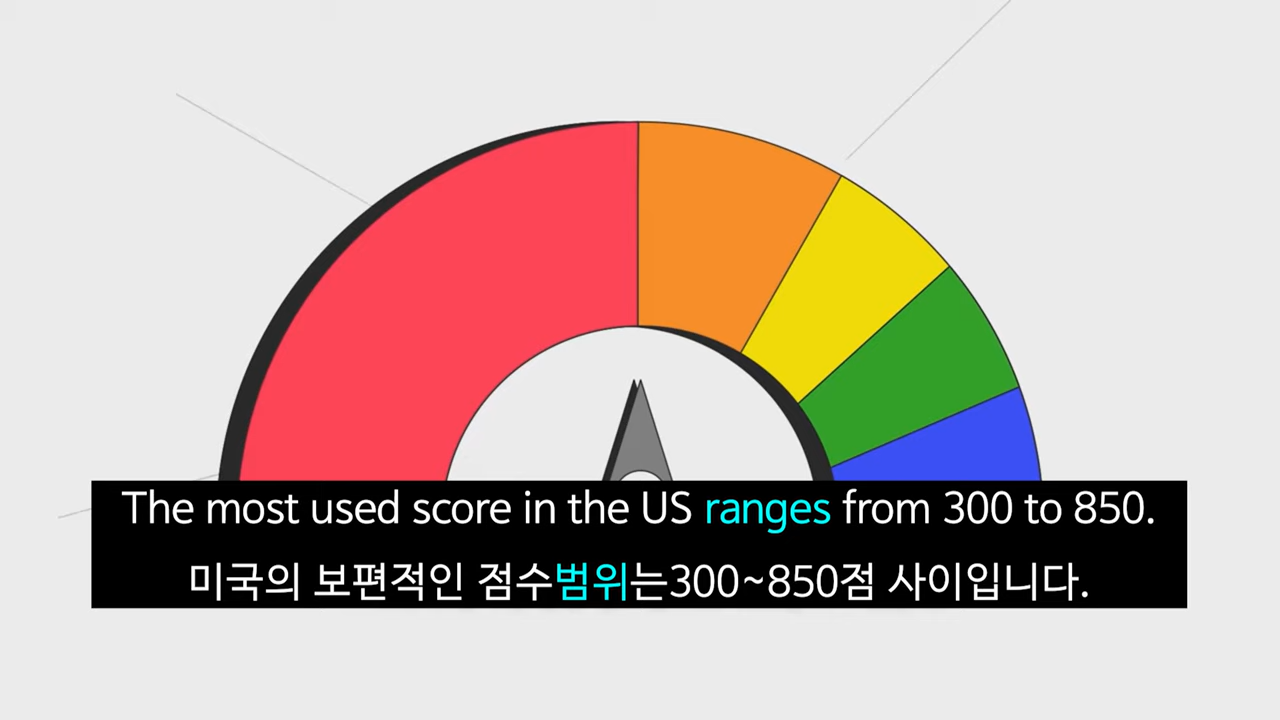 The most used score in the US ranges from 300 to 850.
미국의 보편적인 점수범위는300~850점 사이입니다.